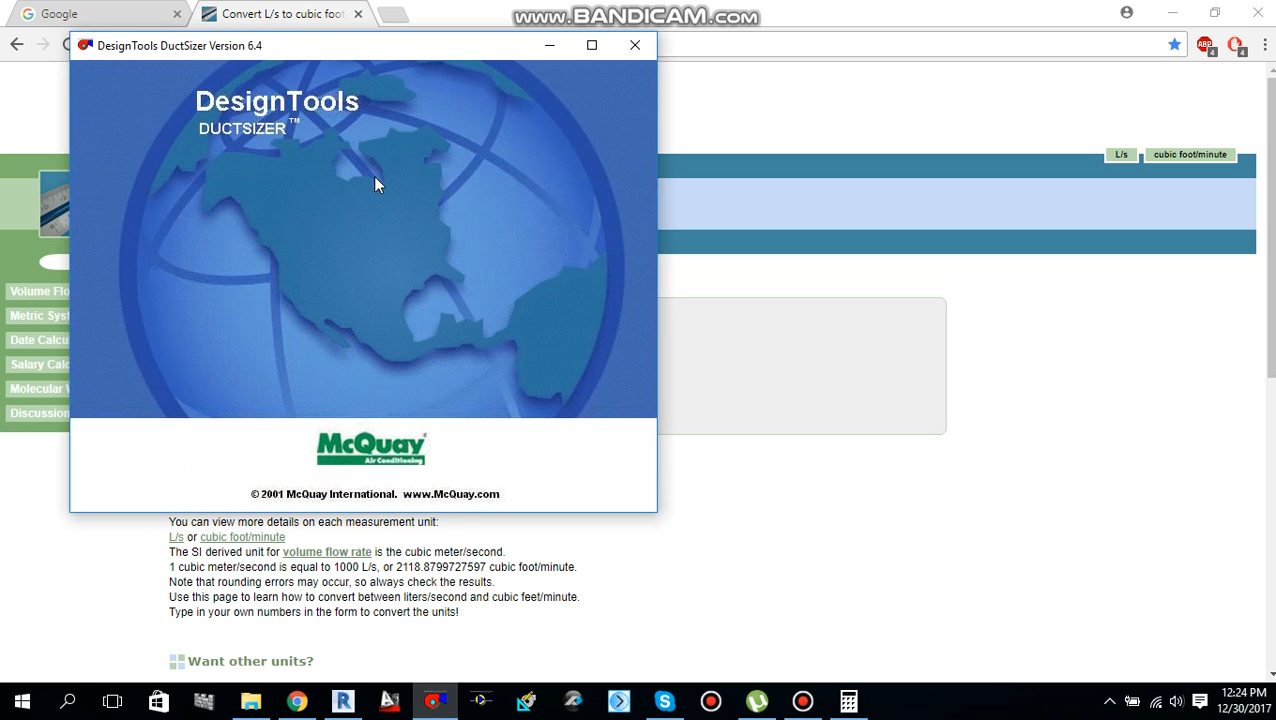 www.BANDICAM.com
Google
Convert L/s to cubic foot
DesignTools DuctSizer Version 6.4
ABP
4
4
DesignTools
DUCTSIZER™
L/s
cubic foot/minute
Volume Flo
Metric Syst
Date Calcu
Salary Calc
Molecular W
Discussion
McQuay
Air Conditioning
© 2001 McQuay International. www.McQuay.com
You can view more details on each measurement unit:
L/s or cubic foot/minute
The SI derived unit for volume flow rate is the cubic meter/second.
1 cubic meter/second is equal to 1000 L/s, or 2118.8799727597 cubic foot/minute.
Note that rounding errors may occur, so always check the results.
Use this page to learn how to convert between liters/second and cubic feet/minute.
Type in your own numbers in the form to convert the units!
Want other units?
12:24 PM
12/30/2017